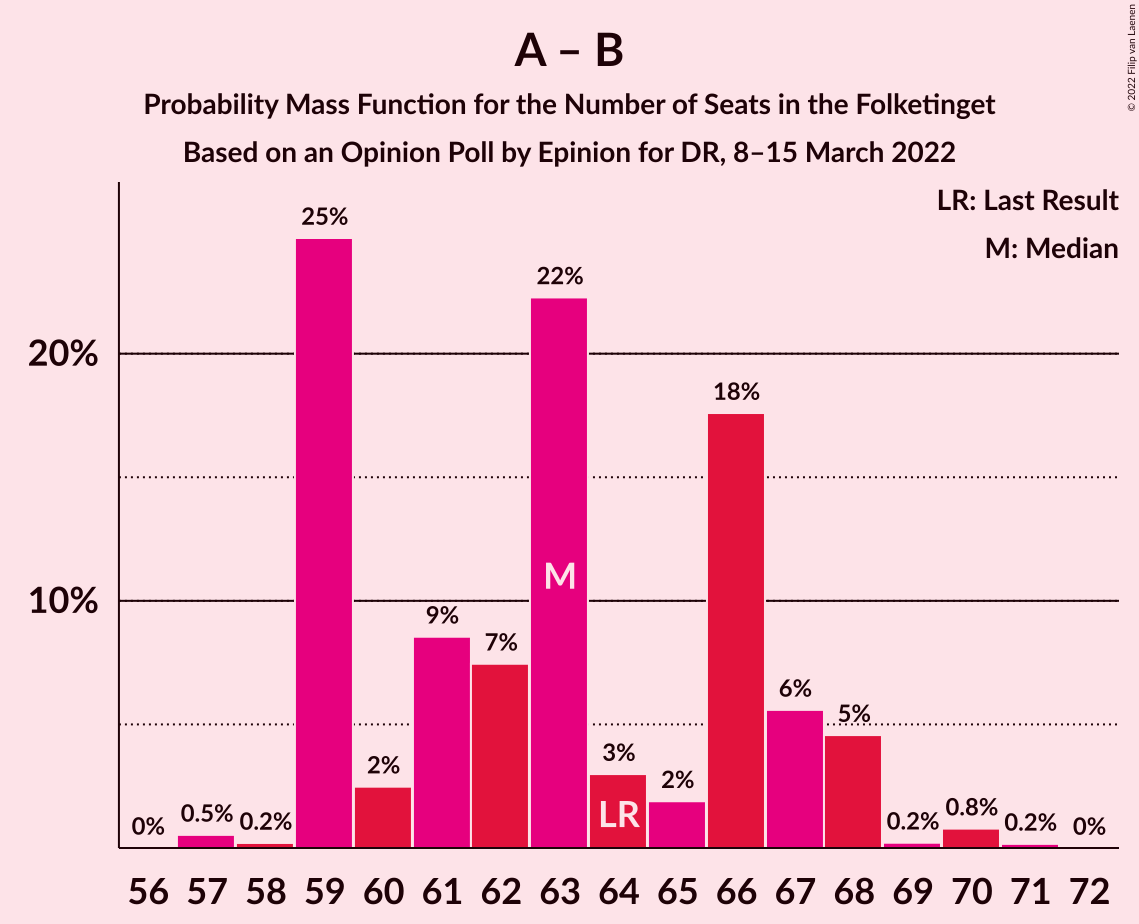 A – B
Probability Mass Function for the Number of Seats in the Folketinget
Based on an Opinion Poll by Epinion for DR, 8–15 March 2022
© 2022 Filip van Laenen
LR: Last Result
M: Median
20%
10%
0%
0.5%
0.2%
25%
2%
9%
7%
22%
3%
2%
18%
6%
5%
0.2%
0.8%
0.2%
0%
M
LR
56 57 58 59 60 61 62 63 64 65 66 67 68 69 70 71 72